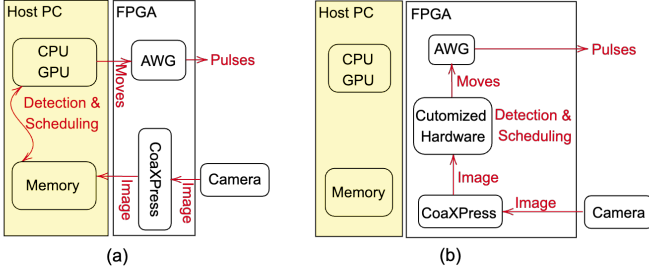 Host PC
FPGA
CPU
GPU
AWG
Pulses
Moves
Detection &
Scheduling
Memory
CoaXPress
Image
Image
Camera
(a)
Host PC
FPGA
CPU
GPU
AWG
Pulses
Moves
Cutomized
Hardware
Detection &
Scheduling
Image
Memory
CoaXPress
Image
Camera
(b)